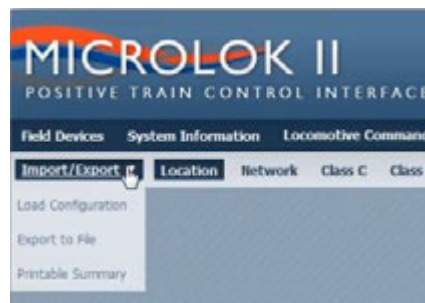 MICROLOK II
POSITIVE TRAIN CONTROL INTERFACE
Field Devices System Information Locomotive Comman
Import/Export Location Network Class C Class
Load Configuration
Export to File
Printable Summary